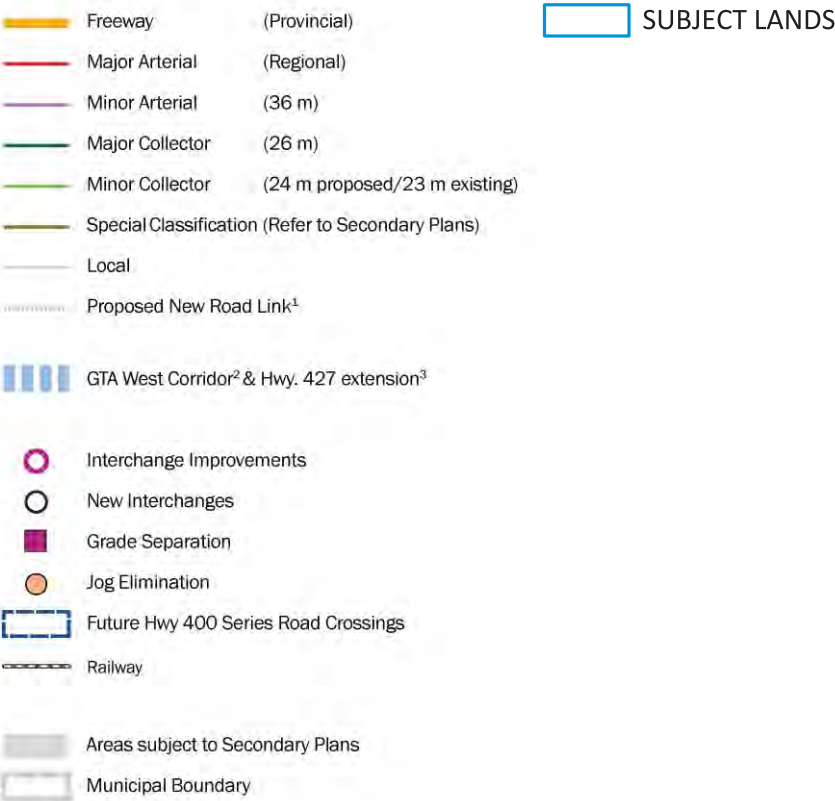 Freeway (Provincial)
SUBJECT LANDS
Major Arterial (Regional)
Minor Arterial (36 m)
Major Collector (26 m)
Minor Collector (24 m proposed/23 m existing)
Special Classification (Refer to Secondary Plans)
Local
Proposed New Road Link¹
GTA West Corridor² & Hwy. 427 extension³
Interchange Improvements
New Interchanges
Grade Separation
Jog Elimination
Future Hwy 400 Series Road Crossings
Railway
Areas subject to Secondary Plans
Municipal Boundary